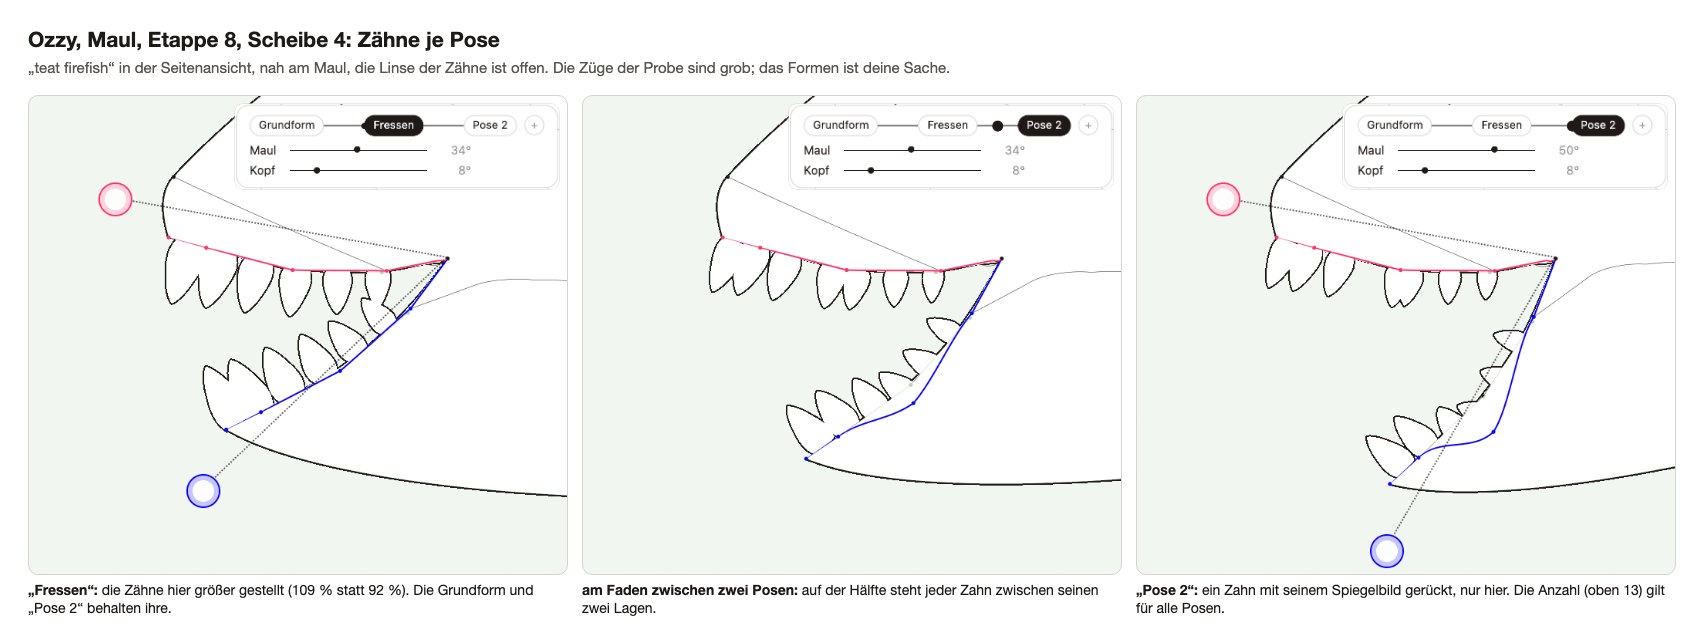 Ozzy, Maul, Etappe 8, Scheibe 4: Zähne je Pose
„teat firefish“ in der Seitenansicht, nah am Maul, die Linse der Zähne ist offen. Die Züge der Probe sind grob; das Formen ist deine Sache.
Grundform Fressen Pose 2 +
Maul 34°
Kopf 8°
Grundform Fressen Pose 2 +
Maul 34°
Kopf 8°
Grundform Fressen Pose 2 +
Maul 50°
Kopf 8°
„Fressen“: die Zähne hier größer gestellt (109 % statt 92 %). Die Grundform und
„Pose 2“ behalten ihre.
am Faden zwischen zwei Posen: auf der Hälfte steht jeder Zahn zwischen seinen
zwei Lagen.
„Pose 2“: ein Zahn mit seinem Spiegelbild gerückt, nur hier. Die Anzahl (oben 13) gilt
für alle Posen.